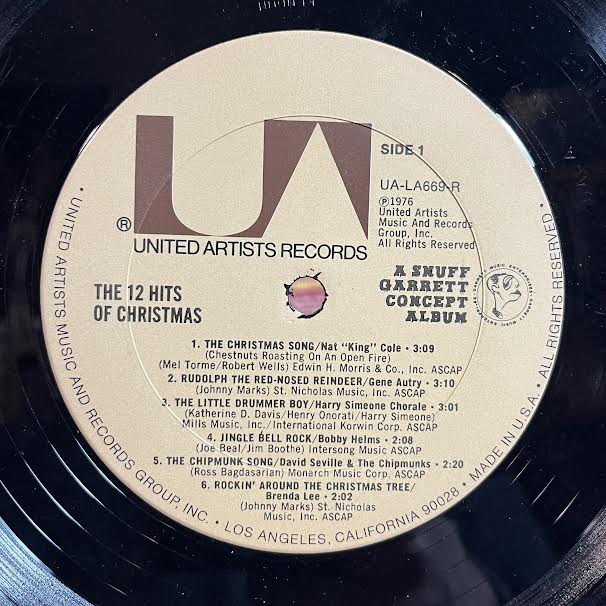 UA
SIDE 1
UA-LA669-R
Ⓟ1976
United Artists
Music And Records
Group, Inc.
All Rights Reserved
®
UNITED ARTISTS RECORDS
THE 12 HITS
OF CHRISTMAS
A SNUFF
GARRETT
CONCEPT
ALBUM
1. THE CHRISTMAS SONG/Nat "King" Cole • 3:09
(Chestnuts Roasting On An Open Fire)
(Mel Torme/Robert Wells) Edwin H. Morris & Co., Inc. ASCAP
2. RUDOLPH THE RED-NOSED REINDEER/Gene Autry • 3:10
(Johnny Marks) St. Nicholas Music, Inc. ASCAP
3. THE LITTLE DRUMMER BOY/Harry Simeone Chorale • 3:01
(Katherine D. Davis/Henry Onorati/Harry Simeone)
Mills Music, Inc./International Korwin Corp. ASCAP
4. JINGLE BELL ROCK/Bobby Helms • 2:08
(Joe Beal/Jim Boothe) Intersong Music ASCAP
5. THE CHIPMUNK SONG/David Seville & The Chipmunks • 2:20
(Ross Bagdasarian) Monarch Music Corp. ASCAP
6. ROCKIN' AROUND THE CHRISTMAS TREE/
Brenda Lee • 2:02
(Johnny Marks) St. Nicholas
Music, Inc. ASCAP
• UNITED ARTISTS MUSIC AND RECORDS GROUP, INC. • LOS ANGELES, CALIFORNIA 90028 • MADE IN U.S.A. • ALL RIGHTS RESERVED •